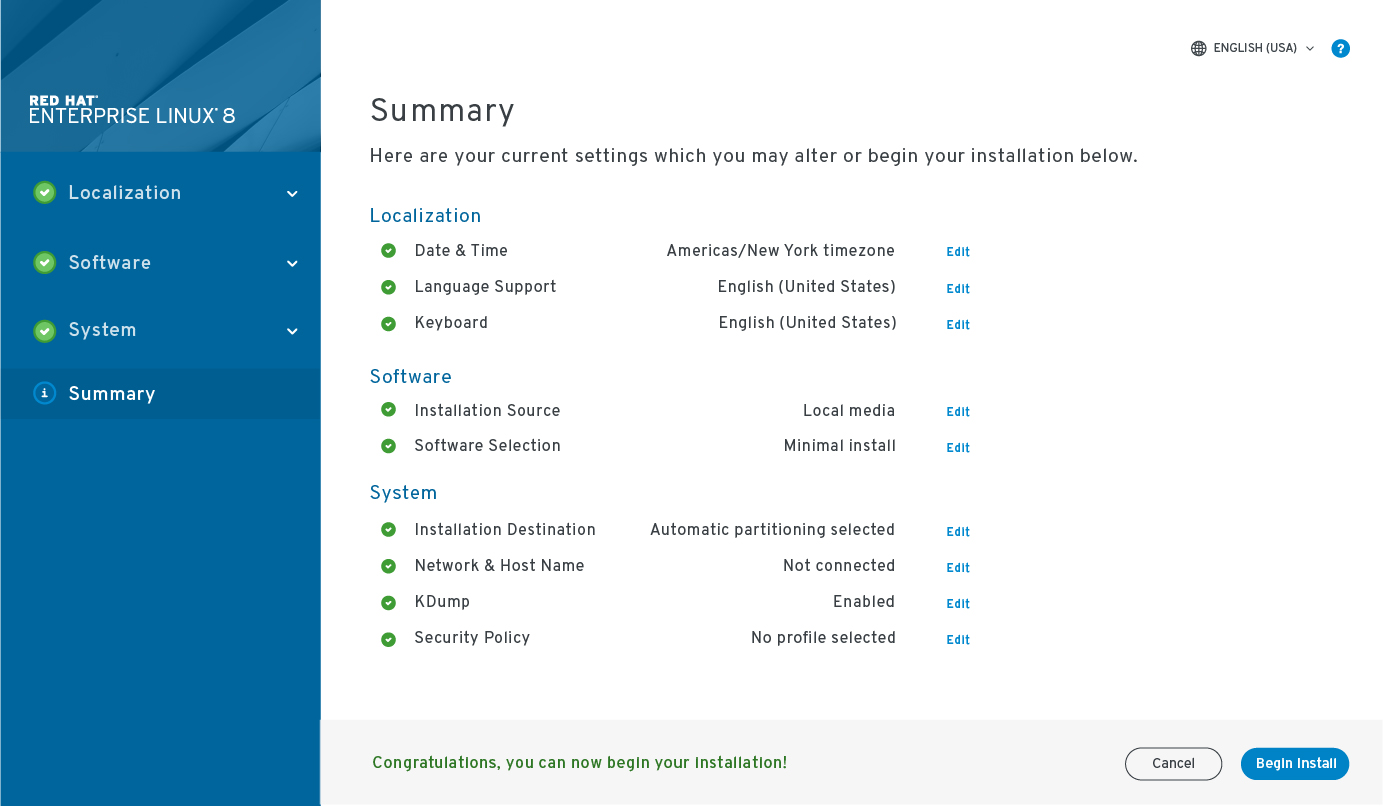 RED HAT
ENTERPRISE LINUX 8
ENGLISH (USA) ?
Localization
Software
System
i Summary
Summary
Here are your current settings which you may alter or begin your installation below.
Localization
Date & Time Americas/New York timezone Edit
Language Support English (United States) Edit
Keyboard English (United States) Edit
Software
Installation Source Local media Edit
Software Selection Minimal install Edit
System
Installation Destination Automatic partitioning selected Edit
Network & Host Name Not connected Edit
KDump Enabled Edit
Security Policy No profile selected Edit
Congratulations, you can now begin your installation! Cancel Begin Install